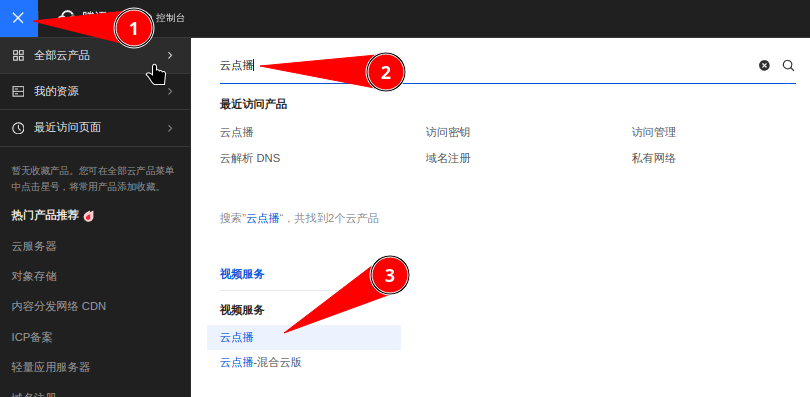 控制台
1
全部云产品
我的资源
最近访问页面
暂无收藏产品。您可在全部云产品菜单
中点击星号，将常用产品添加收藏。
热门产品推荐
云服务器
对象存储
内容分发网络 CDN
ICP备案
轻量应用服务器
域名注册
云点播
2
最近访问产品
云点播 访问密钥 访问管理
云解析 DNS 域名注册 私有网络
搜索"云点播"，共找到2个云产品
视频服务
3
视频服务
云点播
云点播-混合云版